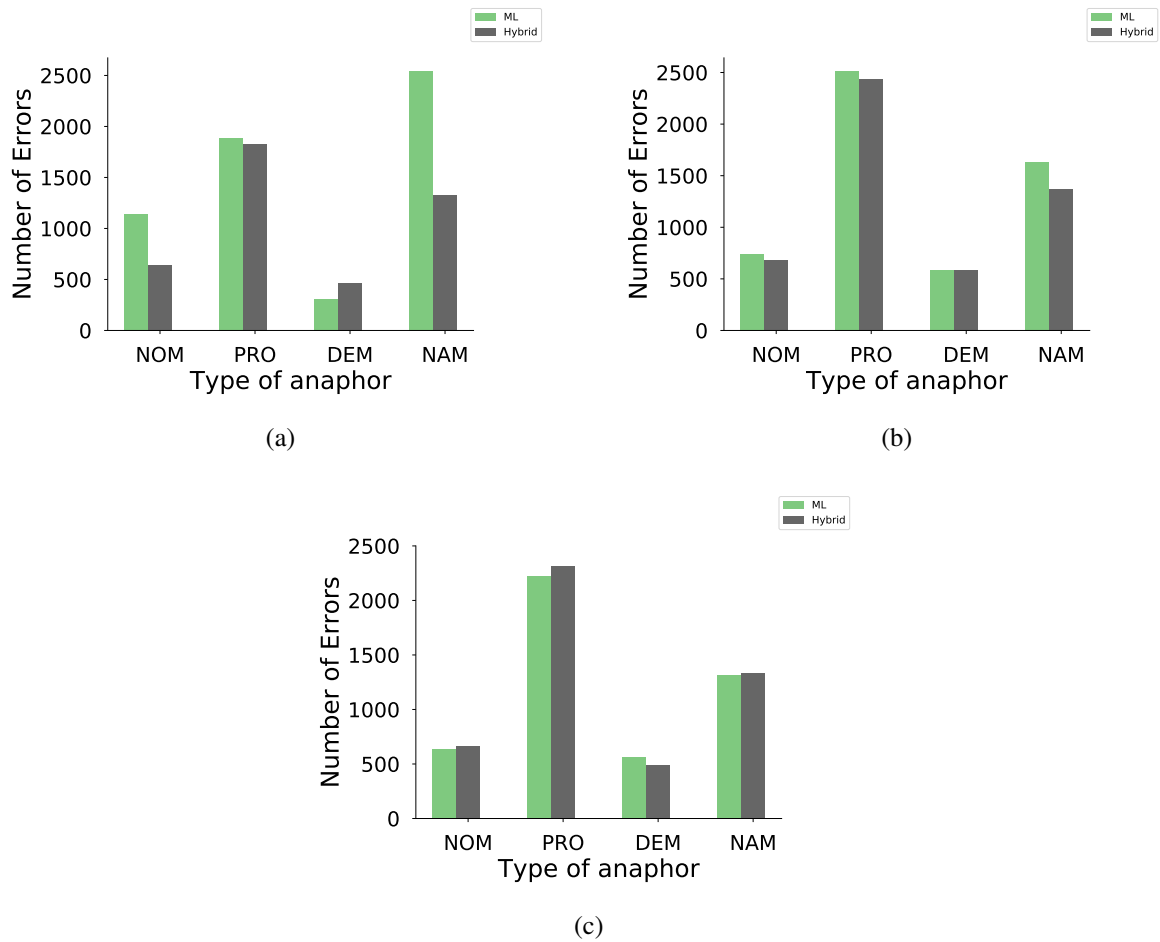 ML
Hybrid
Number of Errors
2500
2000
1500
1000
500
0
NOM PRO DEM NAM
Type of anaphor
(a)
ML
Hybrid
Number of Errors
2500
2000
1500
1000
500
0
NOM PRO DEM NAM
Type of anaphor
(b)
ML
Hybrid
Number of Errors
2500
2000
1500
1000
500
0
NOM PRO DEM NAM
Type of anaphor
(c)